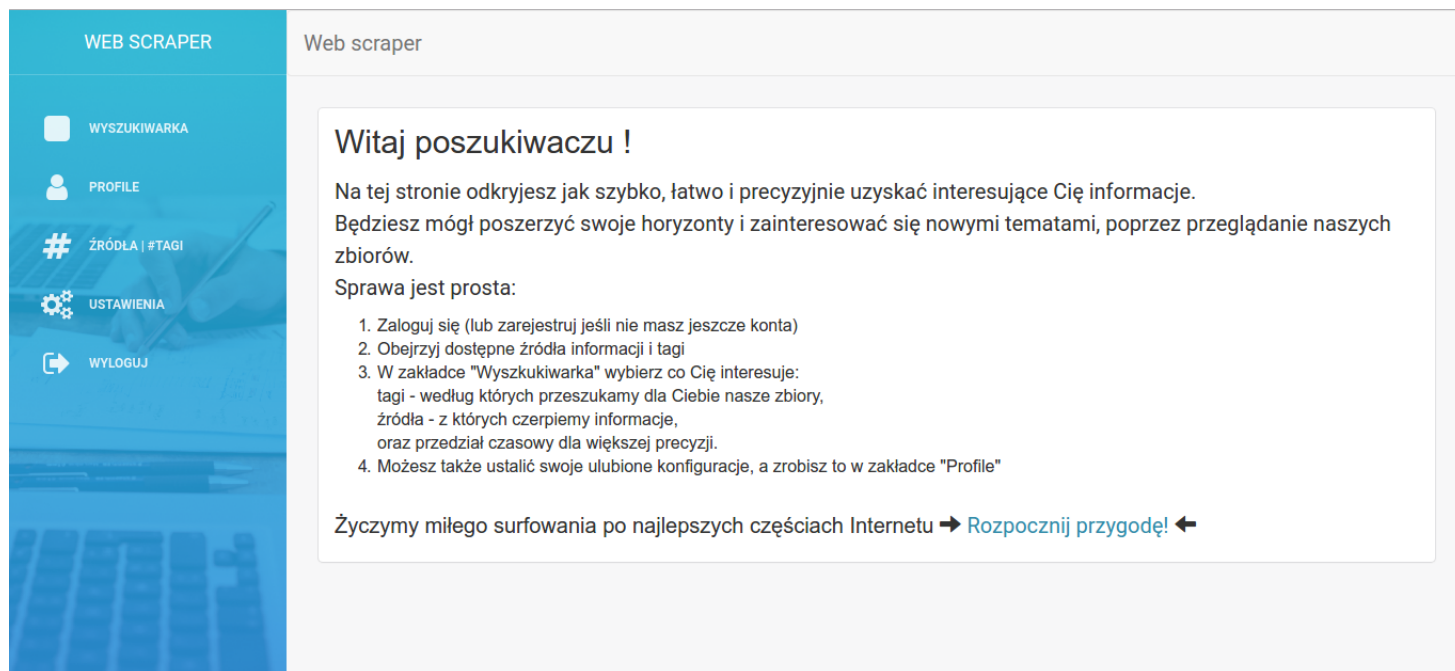 WEB SCRAPER
WYSZUKIWARKA
PROFILE
ŹRÓDŁA | #TAGI
USTAWIENIA
WYLOGUJ
Web scraper
Witaj poszukiwaczu !
Na tej stronie odkryjesz jak szybko, łatwo i precyzyjnie uzyskać interesujące Cię informacje.
Będziesz mógł poszerzyć swoje horyzonty i zainteresować się nowymi tematami, poprzez przeglądanie naszych
zbiorów.
Sprawa jest prosta:
1. Zaloguj się (lub zarejestruj jeśli nie masz jeszcze konta)
2. Obejrzyj dostępne źródła informacji i tagi
3. W zakładce "Wyszkukiwarka" wybierz co Cię interesuje:
tagi - według których przeszukamy dla Ciebie nasze zbiory,
źródła - z których czerpiemy informacje,
oraz przedział czasowy dla większej precyzji.
4. Możesz także ustalić swoje ulubione konfiguracje, a zrobisz to w zakładce "Profile"
Życzymy miłego surfowania po najlepszych częściach Internetu 🡆 Rozpocznij przygodę! 🡄